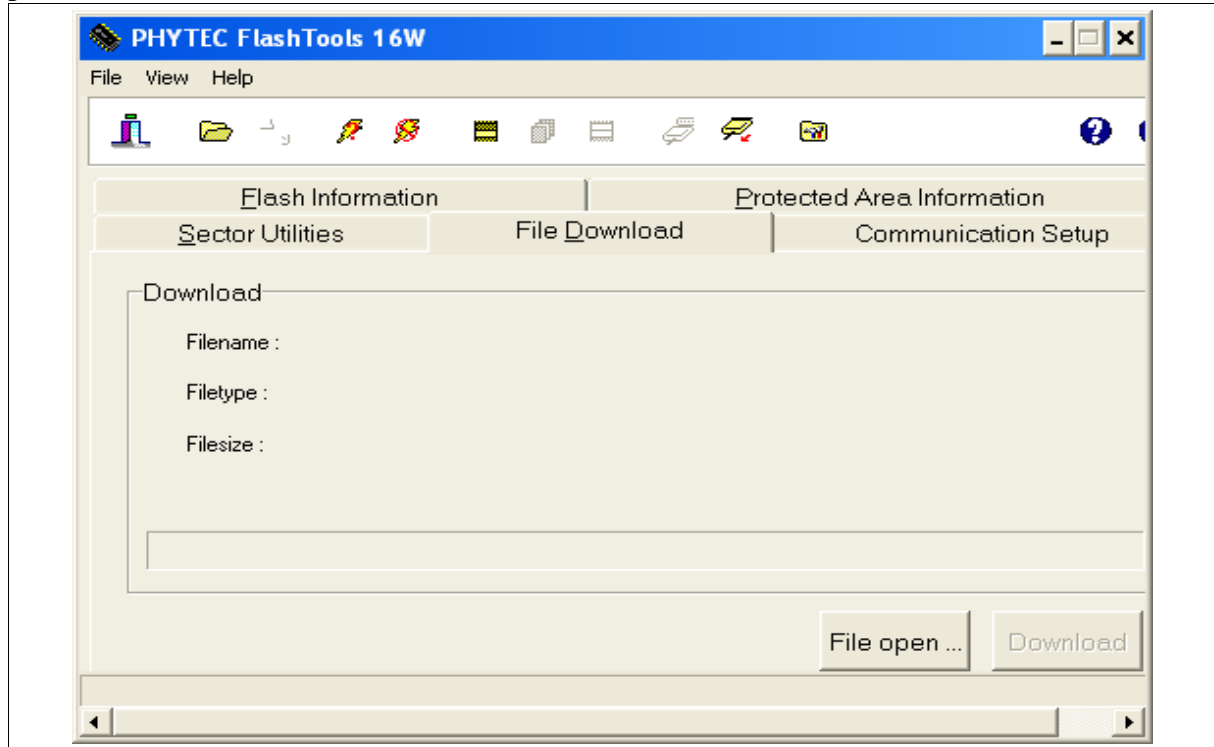 PHYTEC FlashTools 16W
File View Help
Flash Information Protected Area Information
Sector Utilities File Download Communication Setup
Download
Filename :
Filetype :
Filesize :
File open ... Download